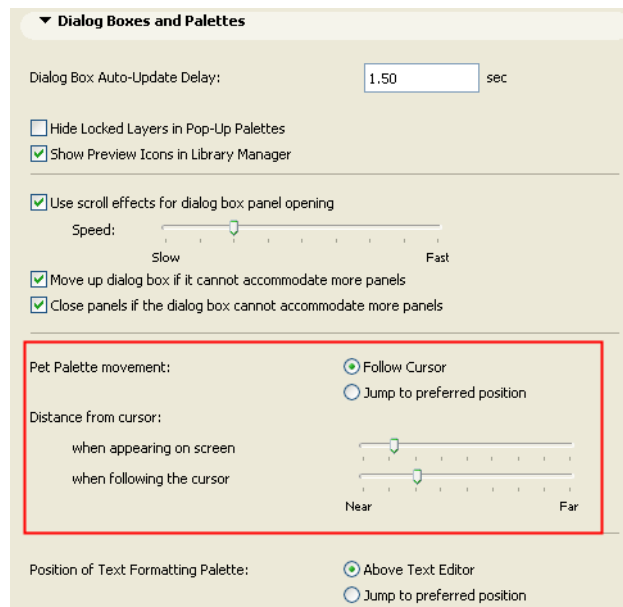 Dialog Boxes and Palettes
Dialog Box Auto-Update Delay: 1.50 sec
Hide Locked Layers in Pop-Up Palettes
Show Preview Icons in Library Manager
Use scroll effects for dialog box panel opening
Speed:
Slow Fast
Move up dialog box if it cannot accommodate more panels
Close panels if the dialog box cannot accommodate more panels
Pet Palette movement: Follow Cursor
Jump to preferred position
Distance from cursor:
when appearing on screen
when following the cursor
Near Far
Position of Text Formatting Palette: Above Text Editor
Jump to preferred position